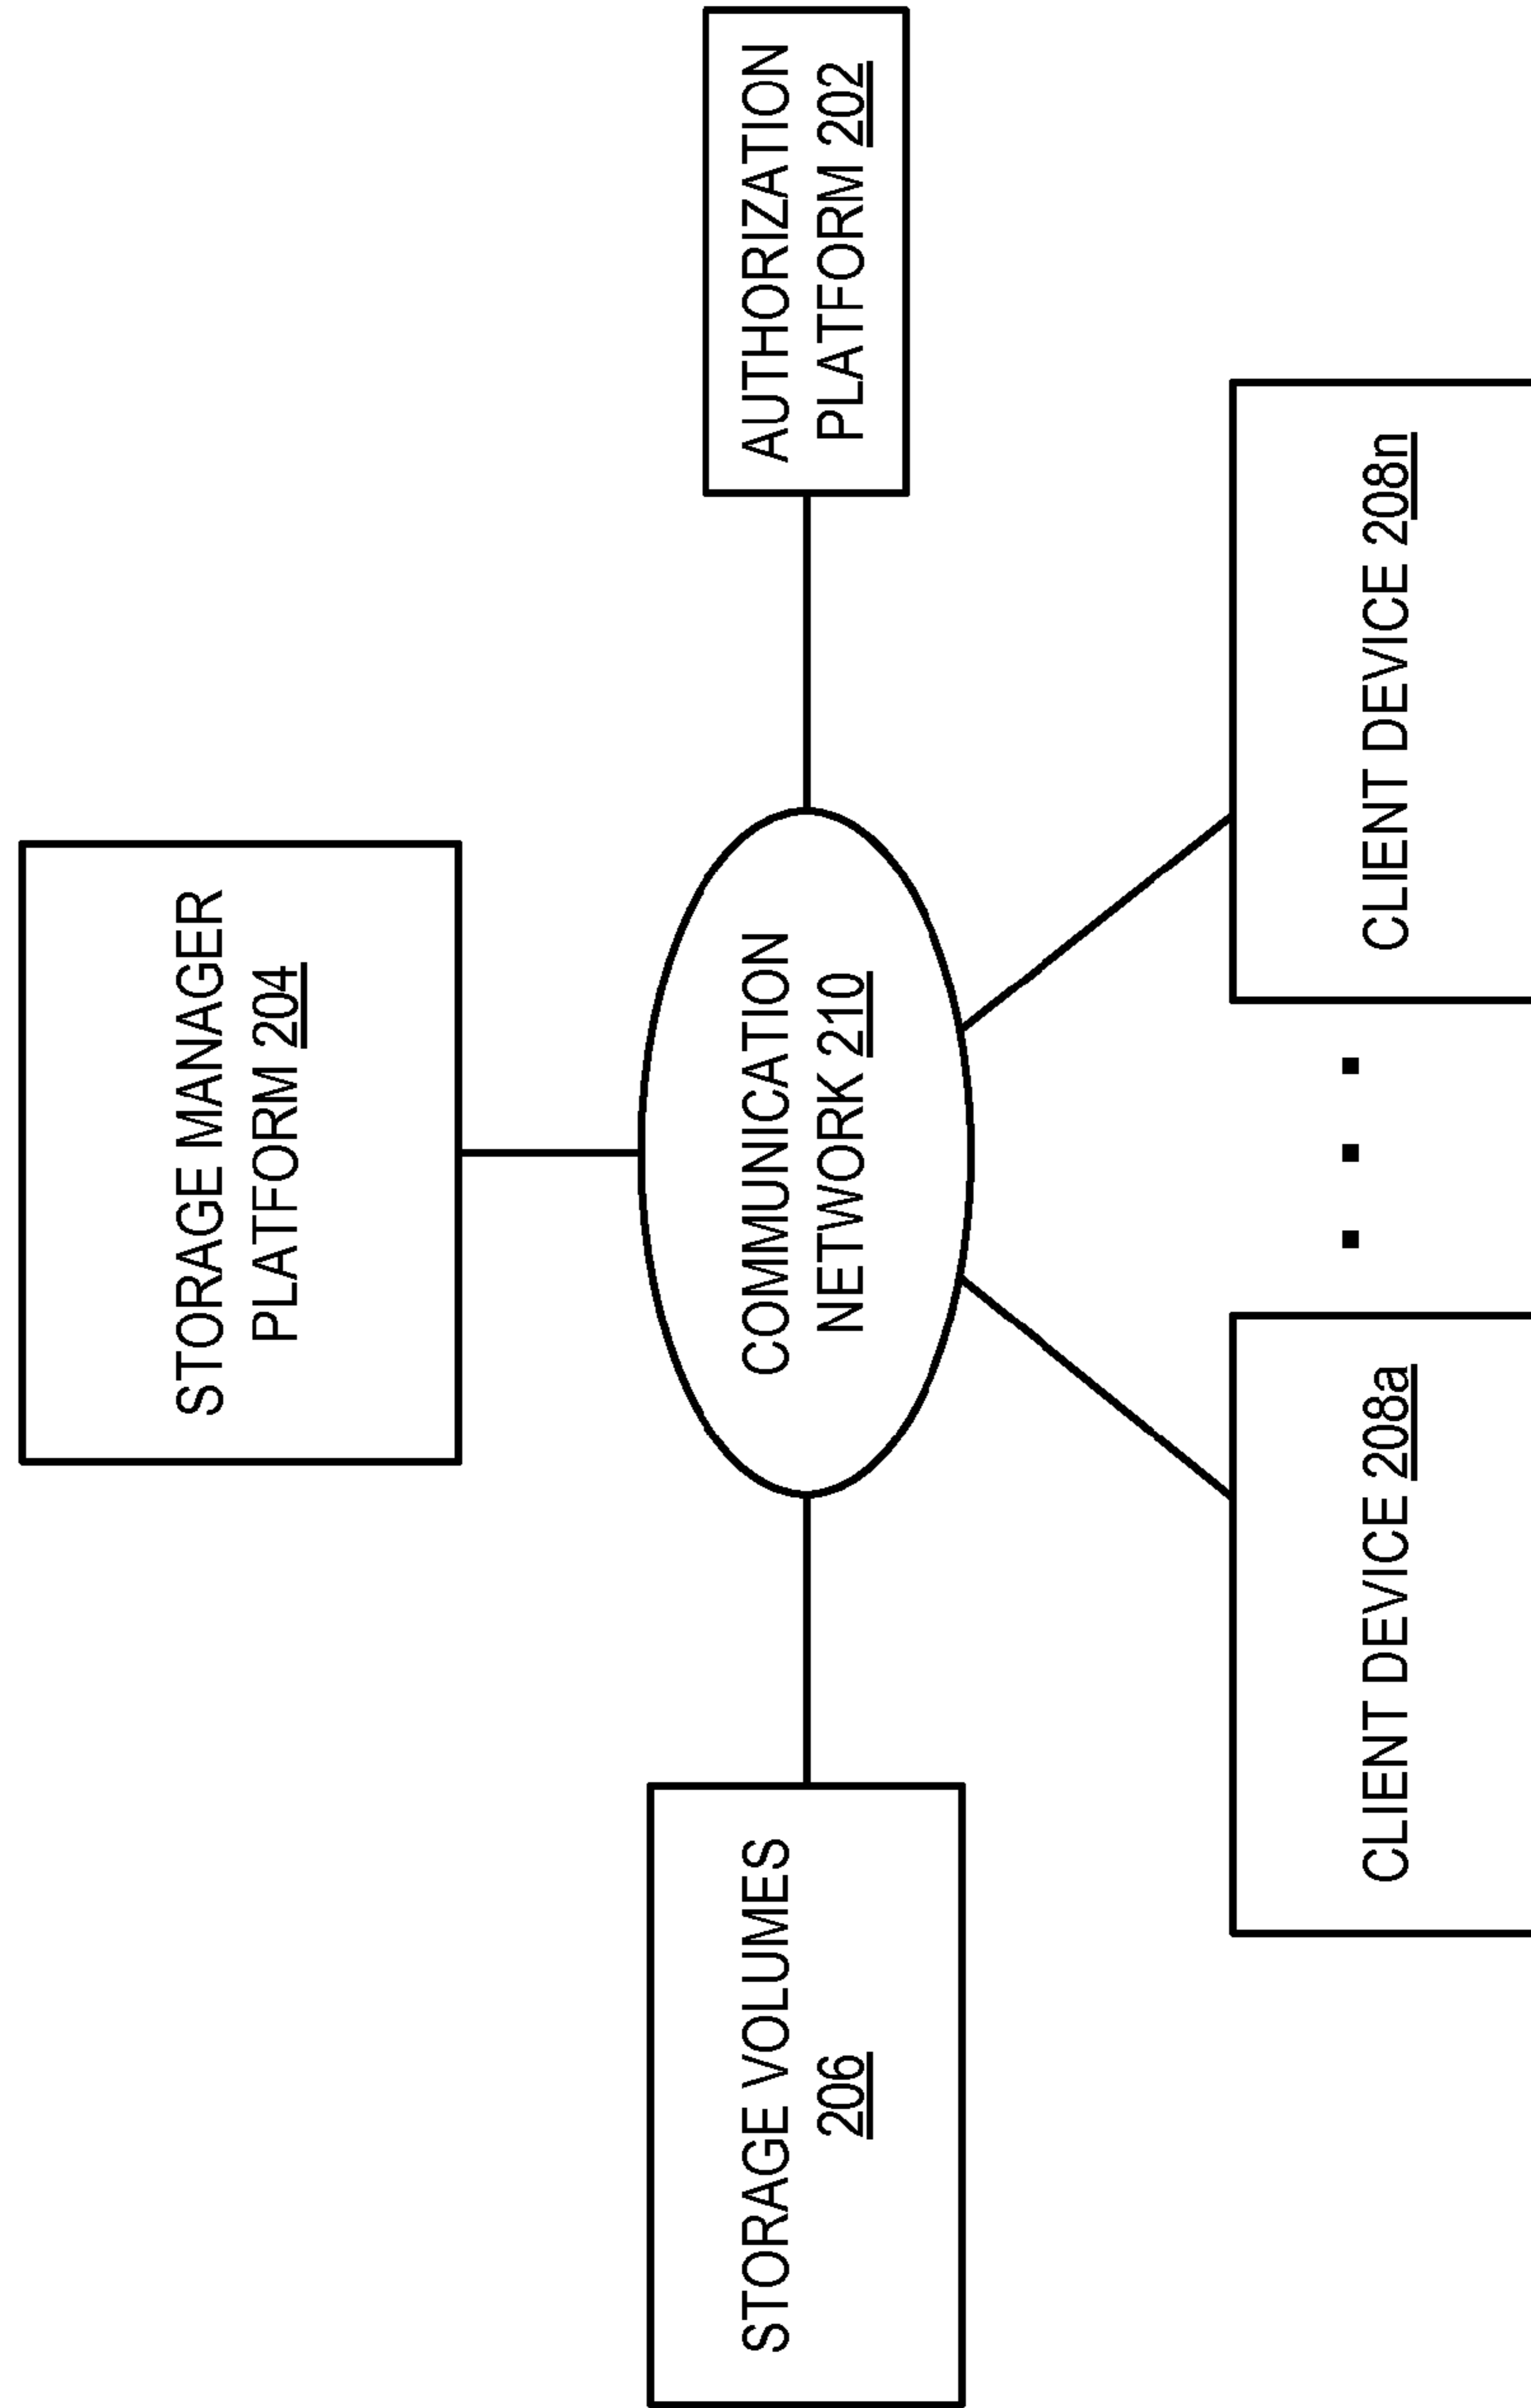 STORAGE MANAGER
PLATFORM 204
STORAGE VOLUMES
206
COMMUNICATION
NETWORK 210
AUTHORIZATION
PLATFORM 202
CLIENT DEVICE 208a
CLIENT DEVICE 208n